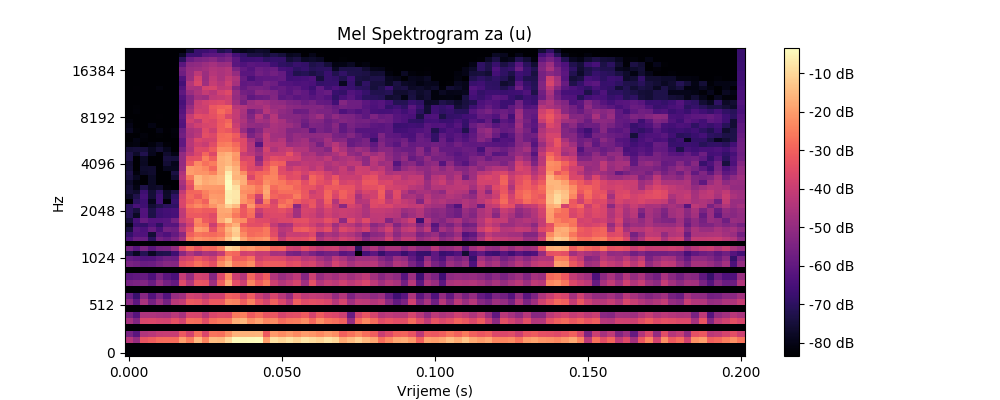 Mel Spektrogram za (u)
Hz
16384
8192
4096
2048
1024
512
0
0.000 0.050 0.100 0.150 0.200
Vrijeme (s)
-10 dB
-20 dB
-30 dB
-40 dB
-50 dB
-60 dB
-70 dB
-80 dB